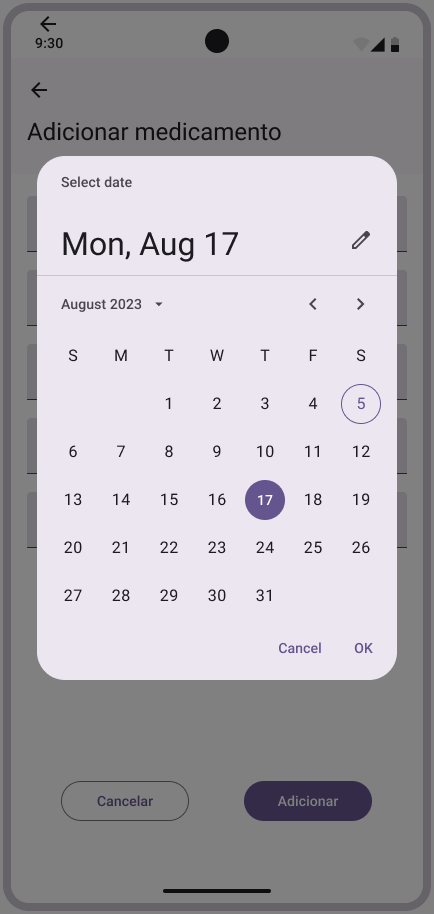 9:30
Adicionar medicamento
Select date
Mon, Aug 17
August 2023
S M T W T F S
1 2 3 4 5
6 7 8 9 10 11 12
13 14 15 16 17 18 19
20 21 22 23 24 25 26
27 28 29 30 31
Cancel OK
Cancelar Adicionar